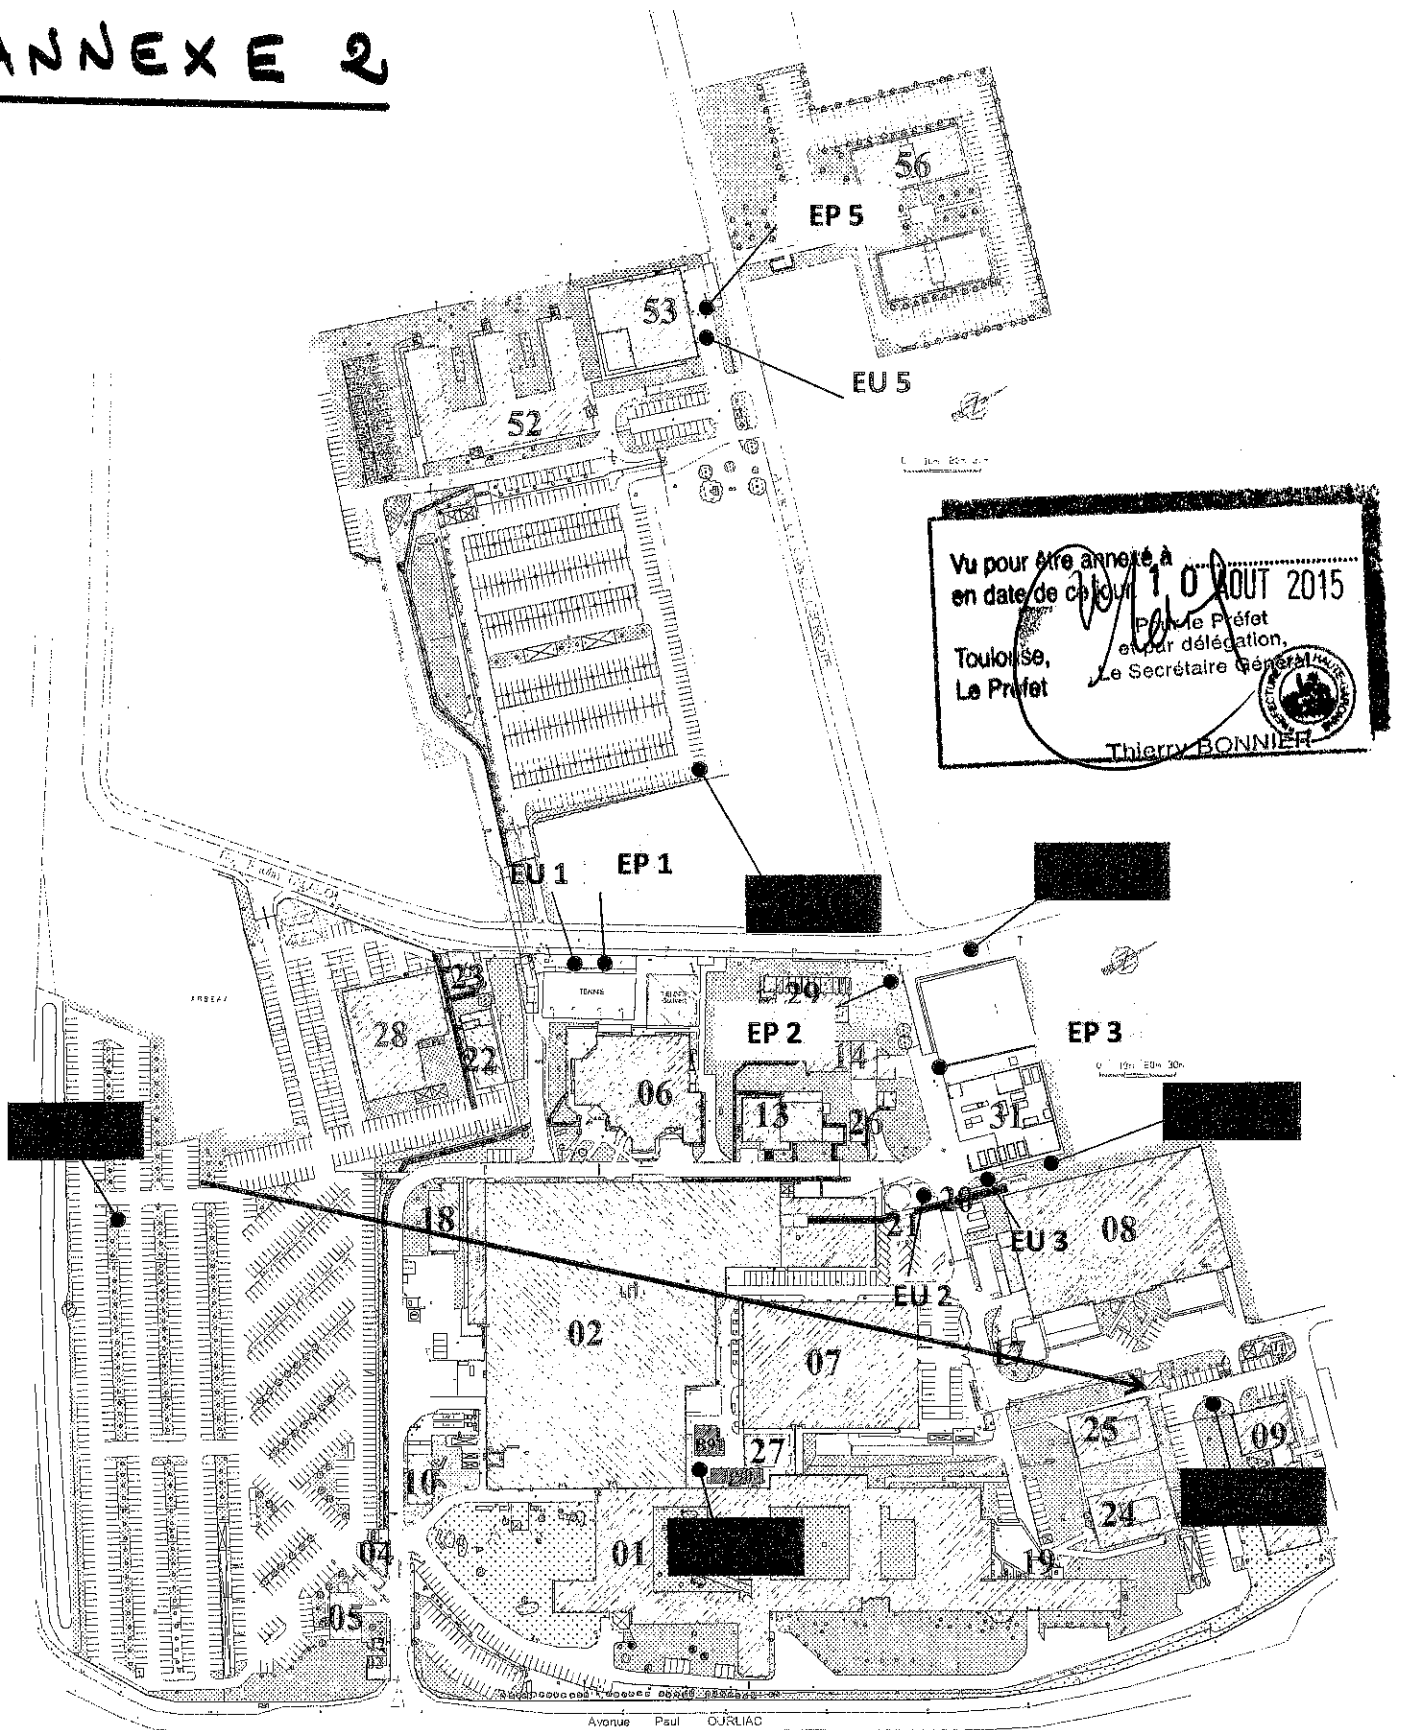 ANNEXE 2
56
EP 5
53
EU 5
52
Vu pour être annexé à
en date de ce jour 10 AOUT 2015
Pour le Préfet
et par délégation,
Le Secrétaire Général
Toulouse,
Le Préfet
Thierry BONNIER
EU 1
EP 1
23
TENNIS
29
28
22
EP 2
14
EP 3
06
13
26
31
18
21
20
EU 3
08
EU 2
02
07
17
25
09
27
10
24
01
19
04
05
Avenue Paul OURLIAC